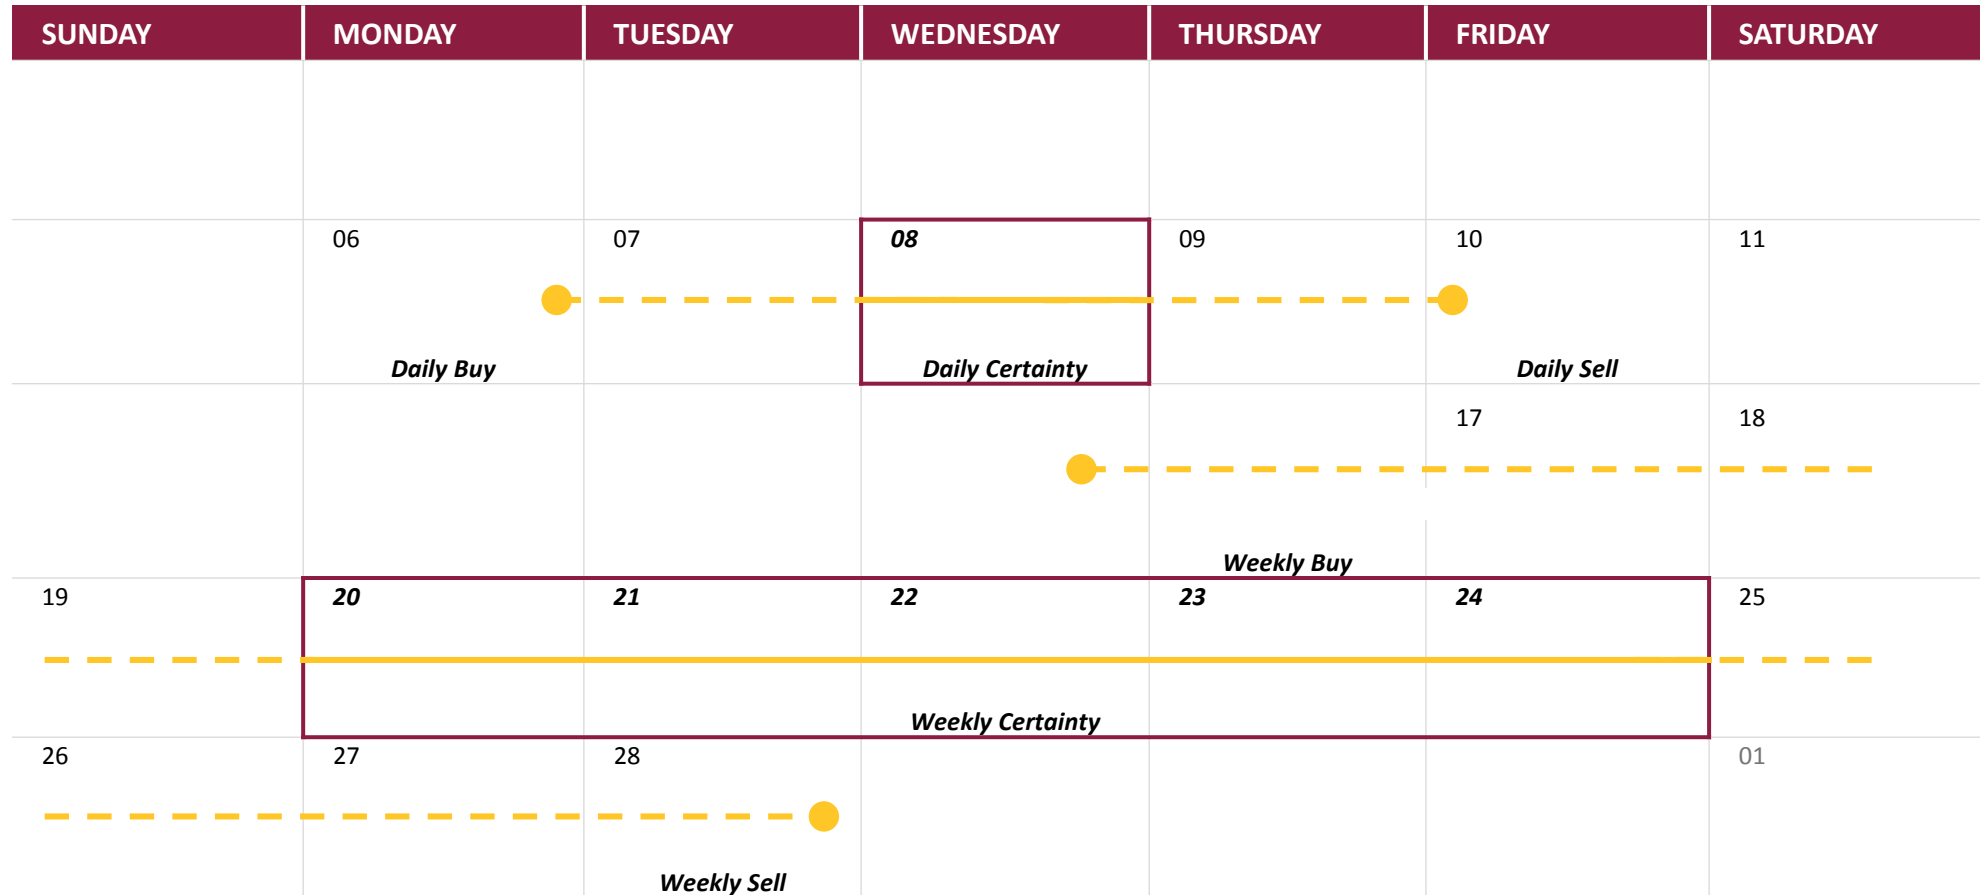 SUNDAY MONDAY TUESDAY WEDNESDAY THURSDAY FRIDAY SATURDAY
06 07 08 09 10 11
Daily Buy Daily Certainty Daily Sell
17 18
Weekly Buy
19 20 21 22 23 24 25
Weekly Certainty
26 27 28 01
Weekly Sell